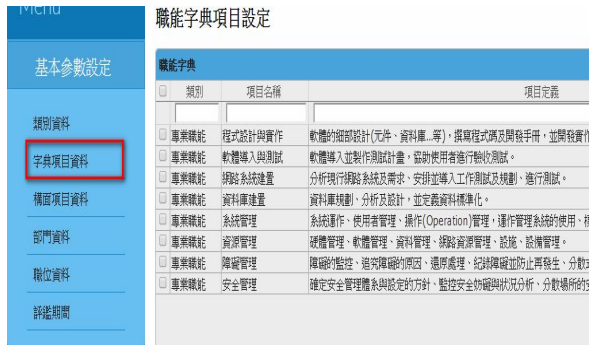 Menu
基本參數設定
類別資料
字典項目資料
構面項目資料
部門資料
職位資料
評鑑期間
職能字典項目設定
職能字典
類別 項目名稱 項目定義
專業職能 程式設計與實作 軟體的細部設計(元件、資料庫...等)，撰寫程式碼及開發手冊，並開發實作
專業職能 軟體導入與測試 軟體導入並製作測試計畫，協助使用者進行驗收測試。
專業職能 網路系統建置 分析現行網路系統及需求、安排並導入工作測試及規劃、進行測試。
專業職能 資料庫建置 資料庫規劃、分析及設計，並定義資料標準化。
專業職能 系統管理 系統運作、使用者管理、操作(Operation)管理，運作管理系統的使用、
專業職能 資源管理 硬體管理、軟體管理、資料管理、網路資源管理、設施、設備管理。
專業職能 障礙管理 障礙的監控、追究障礙的原因、還原處理、紀錄障礙並防止再發生、分散式
專業職能 安全管理 確定安全管理體系與設定的方針、監控安全妨礙與狀況分析、分散場所的